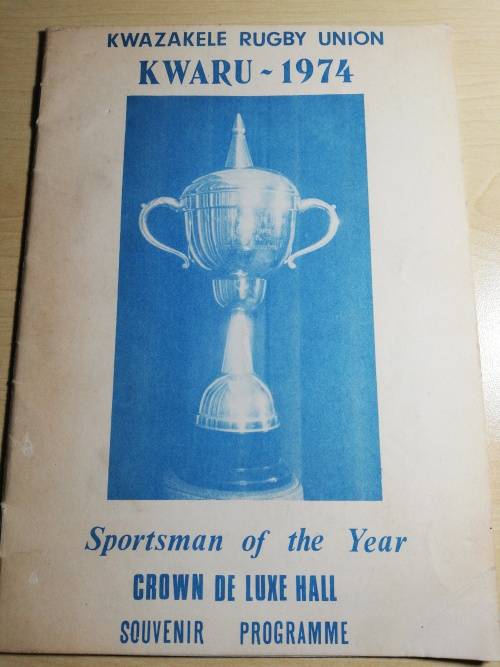 KWAZAKELE RUGBY UNION
KWARU - 1974
Sportsman of the Year
CROWN DE LUXE HALL
SOUVENIR PROGRAMME